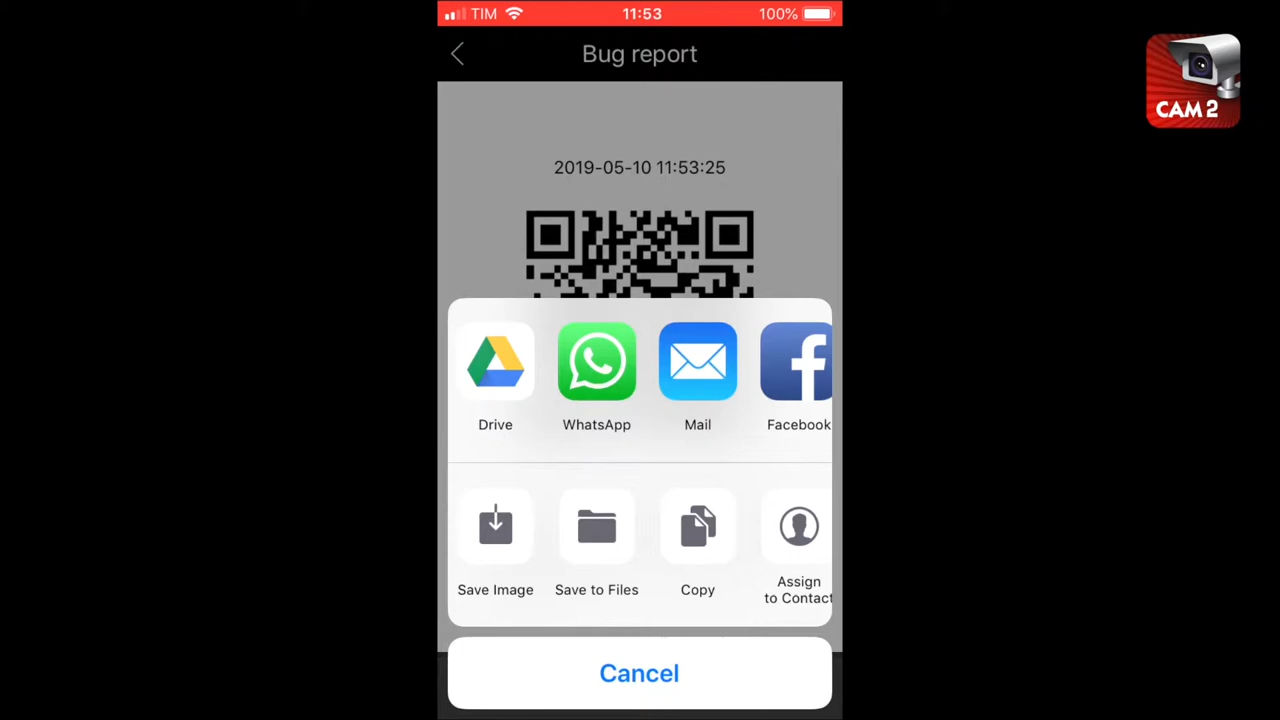 TIM 11:53 100%
Bug report
CAM 2
2019-05-10 11:53:25
Drive WhatsApp Mail Facebook
Save Image Save to Files Copy Assign
to Contact
Cancel